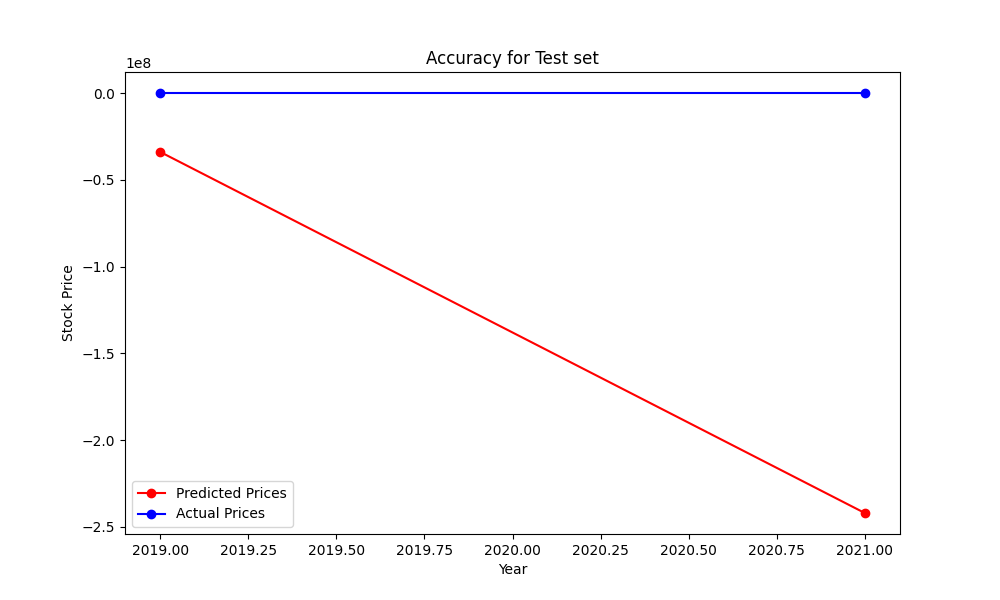 Accuracy for Test set
1e8
0.0
−0.5
−1.0
−1.5
−2.0
−2.5
Stock Price
Predicted Prices
Actual Prices
2019.00 2019.25 2019.50 2019.75 2020.00 2020.25 2020.50 2020.75 2021.00
Year